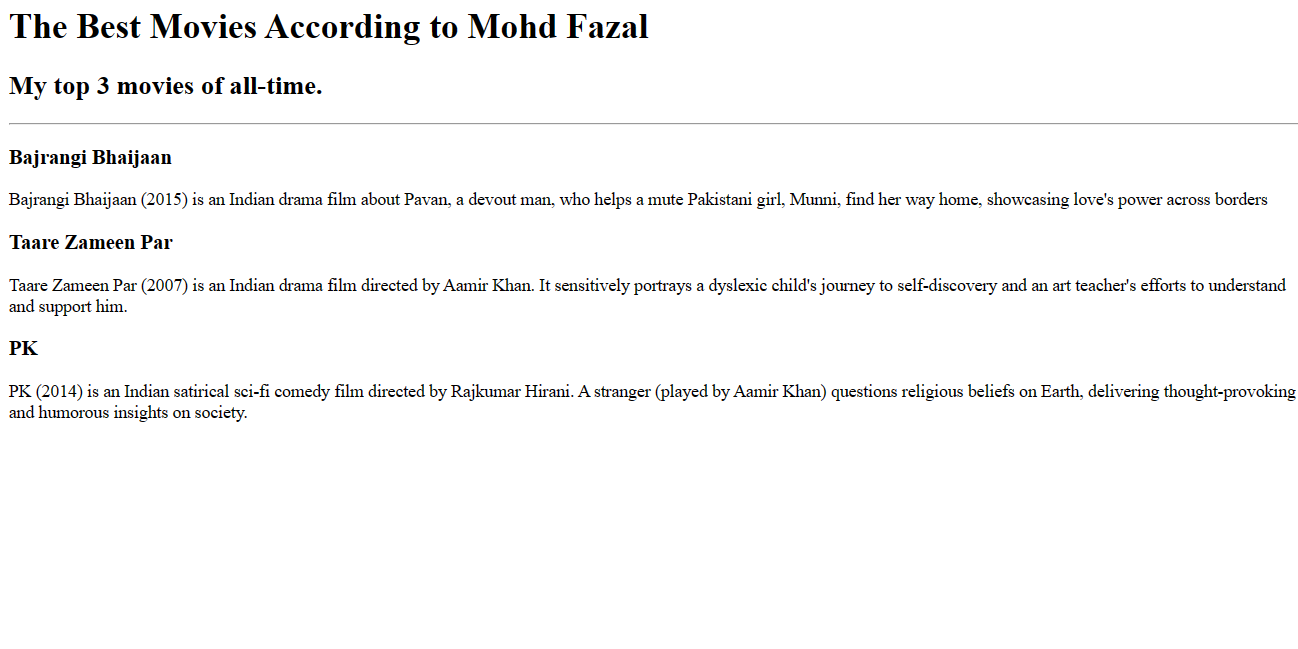 The Best Movies According to Mohd Fazal
My top 3 movies of all-time.
Bajrangi Bhaijaan
Bajrangi Bhaijaan (2015) is an Indian drama film about Pavan, a devout man, who helps a mute Pakistani girl, Munni, find her way home, showcasing love's power across borders
Taare Zameen Par
Taare Zameen Par (2007) is an Indian drama film directed by Aamir Khan. It sensitively portrays a dyslexic child's journey to self-discovery and an art teacher's efforts to understand
and support him.
PK
PK (2014) is an Indian satirical sci-fi comedy film directed by Rajkumar Hirani. A stranger (played by Aamir Khan) questions religious beliefs on Earth, delivering thought-provoking
and humorous insights on society.